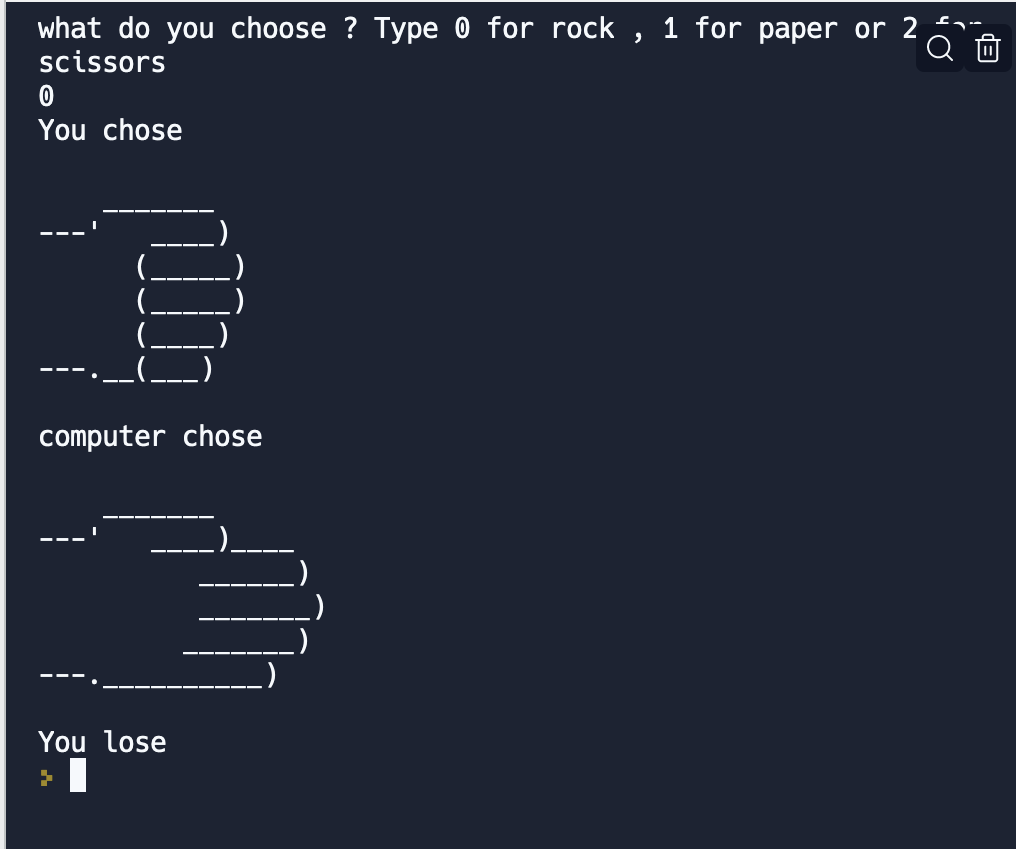 what do you choose ? Type 0 for rock , 1 for paper or 2 for
scissors
0
You chose
    _______
---'   ____)
      (_____)
      (_____)
      (____)
---.__(___)
computer chose
    _______
---'   ____)____
          ______)
          _______)
         _______)
---.__________)
You lose